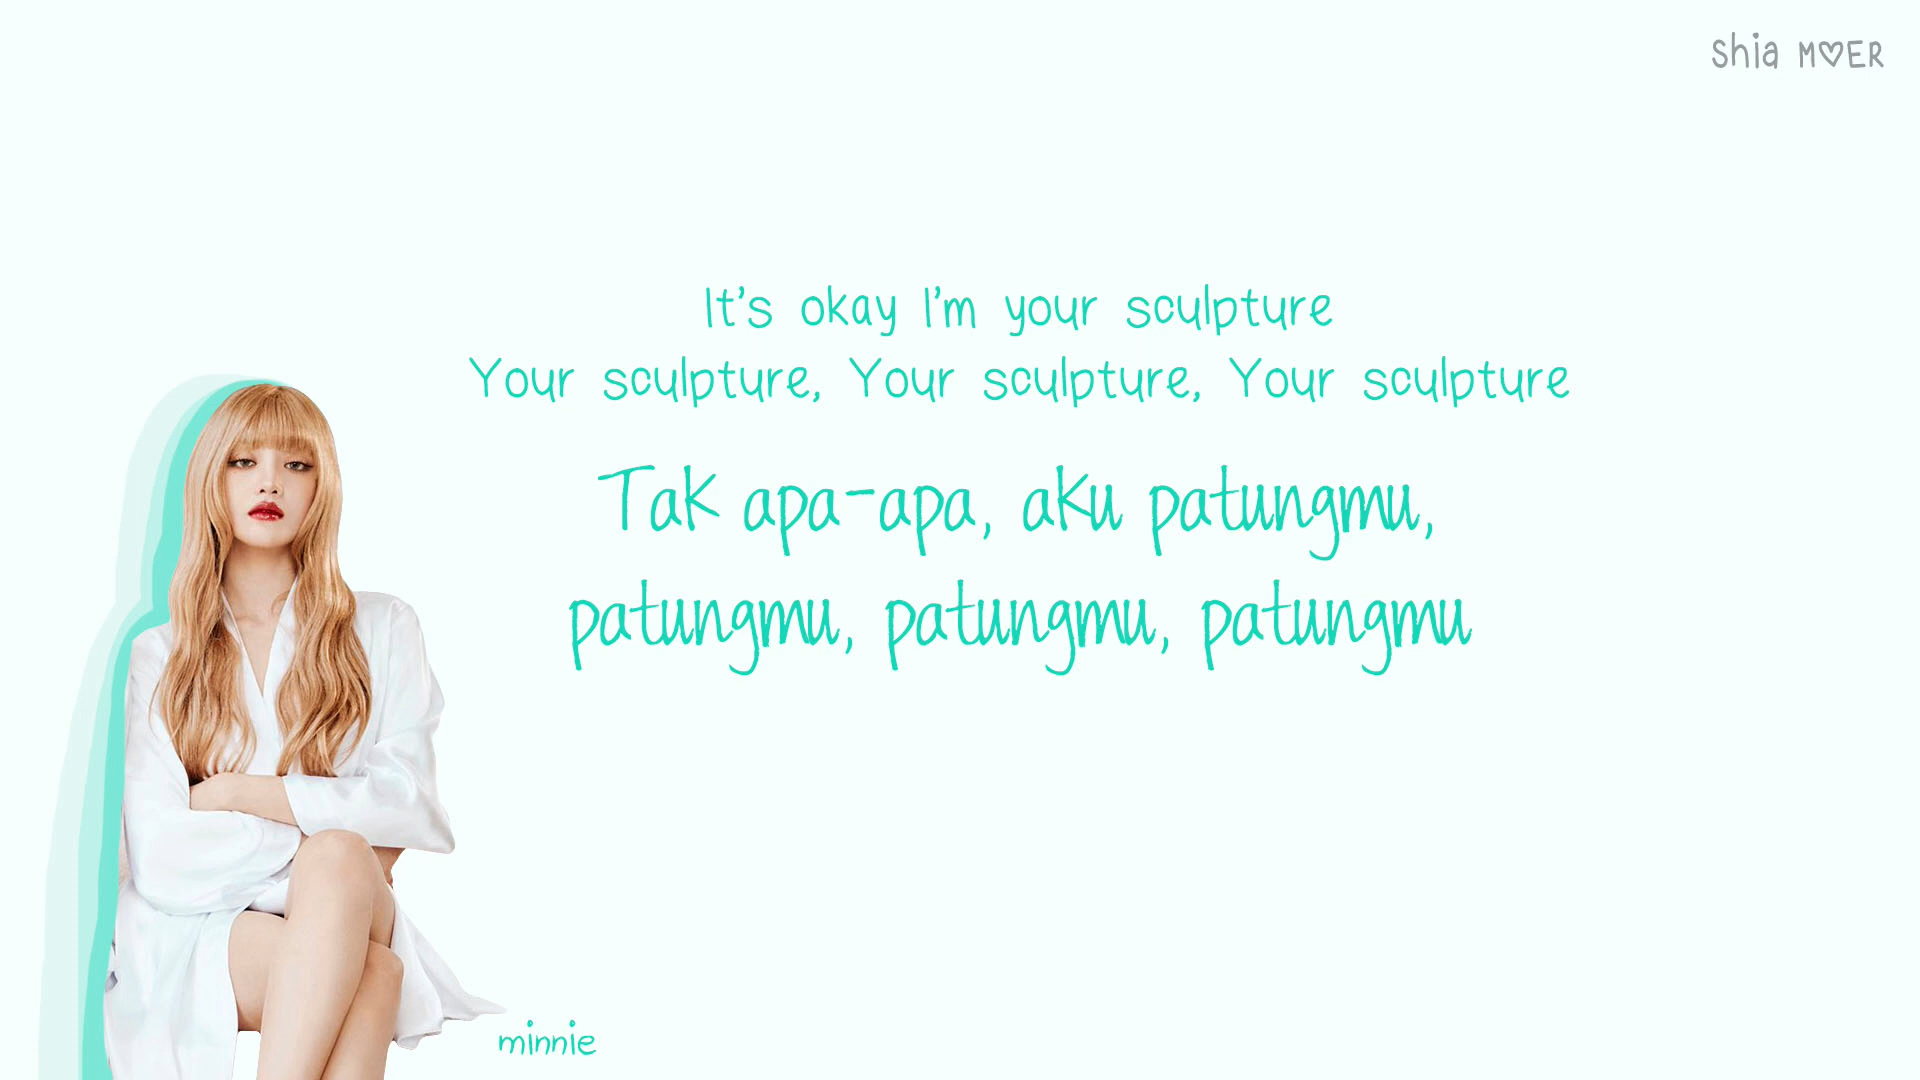 Shia M♡ER
It's okay I'm your sculpture
Your sculpture, Your sculpture, Your sculpture
Tak apa-apa, aku patungmu,
patungmu, patungmu, patungmu
minnie